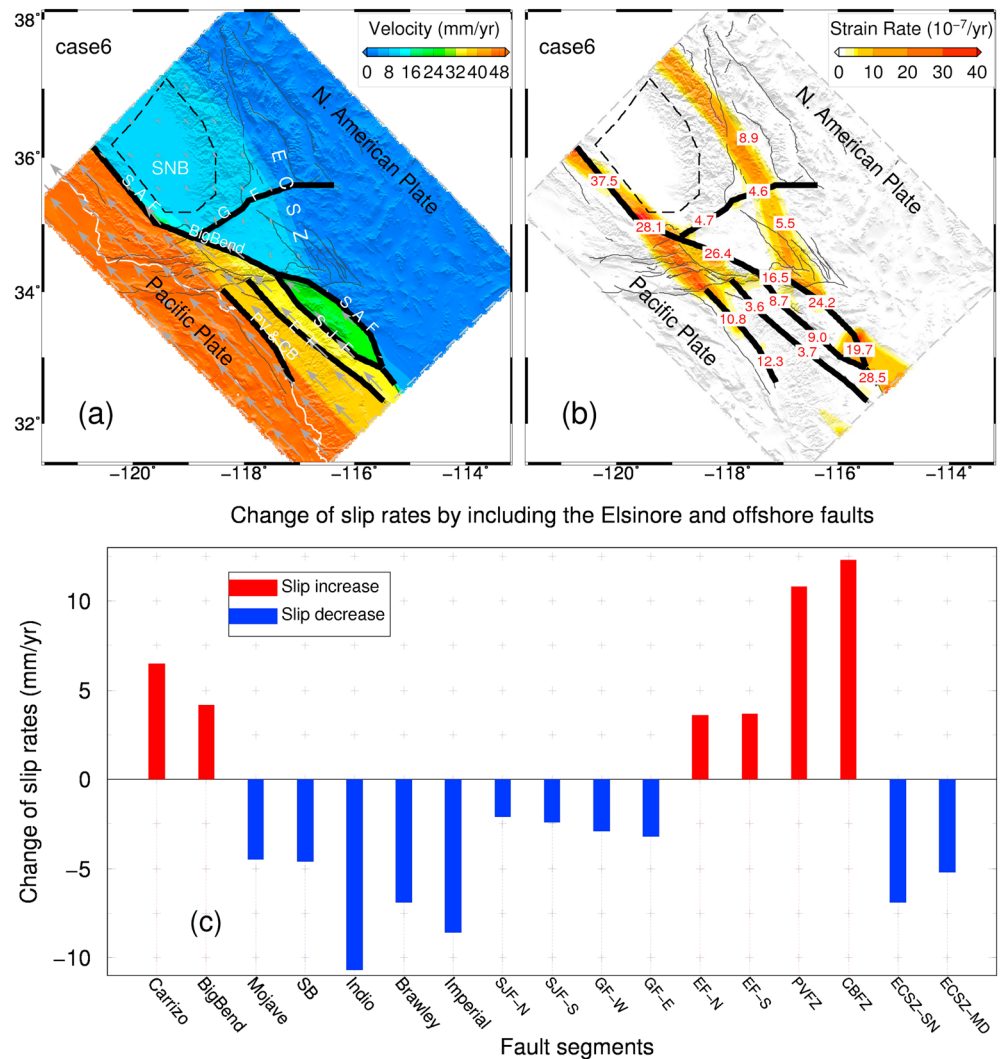 38°
36°
34°
32°
case6
Velocity (mm/yr)
0 8 16 24 32 40 48
N. American Plate
SNB
E C S Z
G L F
S A F
BigBend
S A F
S J F
E F
PV&CB
Pacific Plate
(a)
−120 −118 −116 −114°
case6
Strain Rate (10−7/yr)
0 10 20 30 40
N. American Plate
8.9
37.5
4.6
4.7
28.1
5.5
26.4
16.5
3.6
8.7
24.2
10.8
9.0
3.7
19.7
12.3
28.5
Pacific Plate
(b)
−120 −118 −116 −114°
Change of slip rates by including the Elsinore and offshore faults
Change of slip rates (mm/yr)
10
5
0
−5
−10
Slip increase
Slip decrease
(c)
Carrizo
BigBend
Mojave
SB
Indio
Brawley
Imperial
SJF−N
SJF−S
GF−W
GF−E
EF−N
EF−S
PVFZ
CBFZ
ECSZ−SN
ECSZ−MD
Fault segments